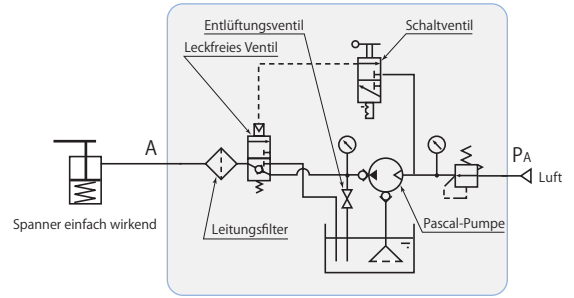 Entlüftungsventil
Schaltventil
Leckfreies Ventil
A
PA
Luft
Spanner einfach wirkend
Leitungsfilter
Pascal-Pumpe